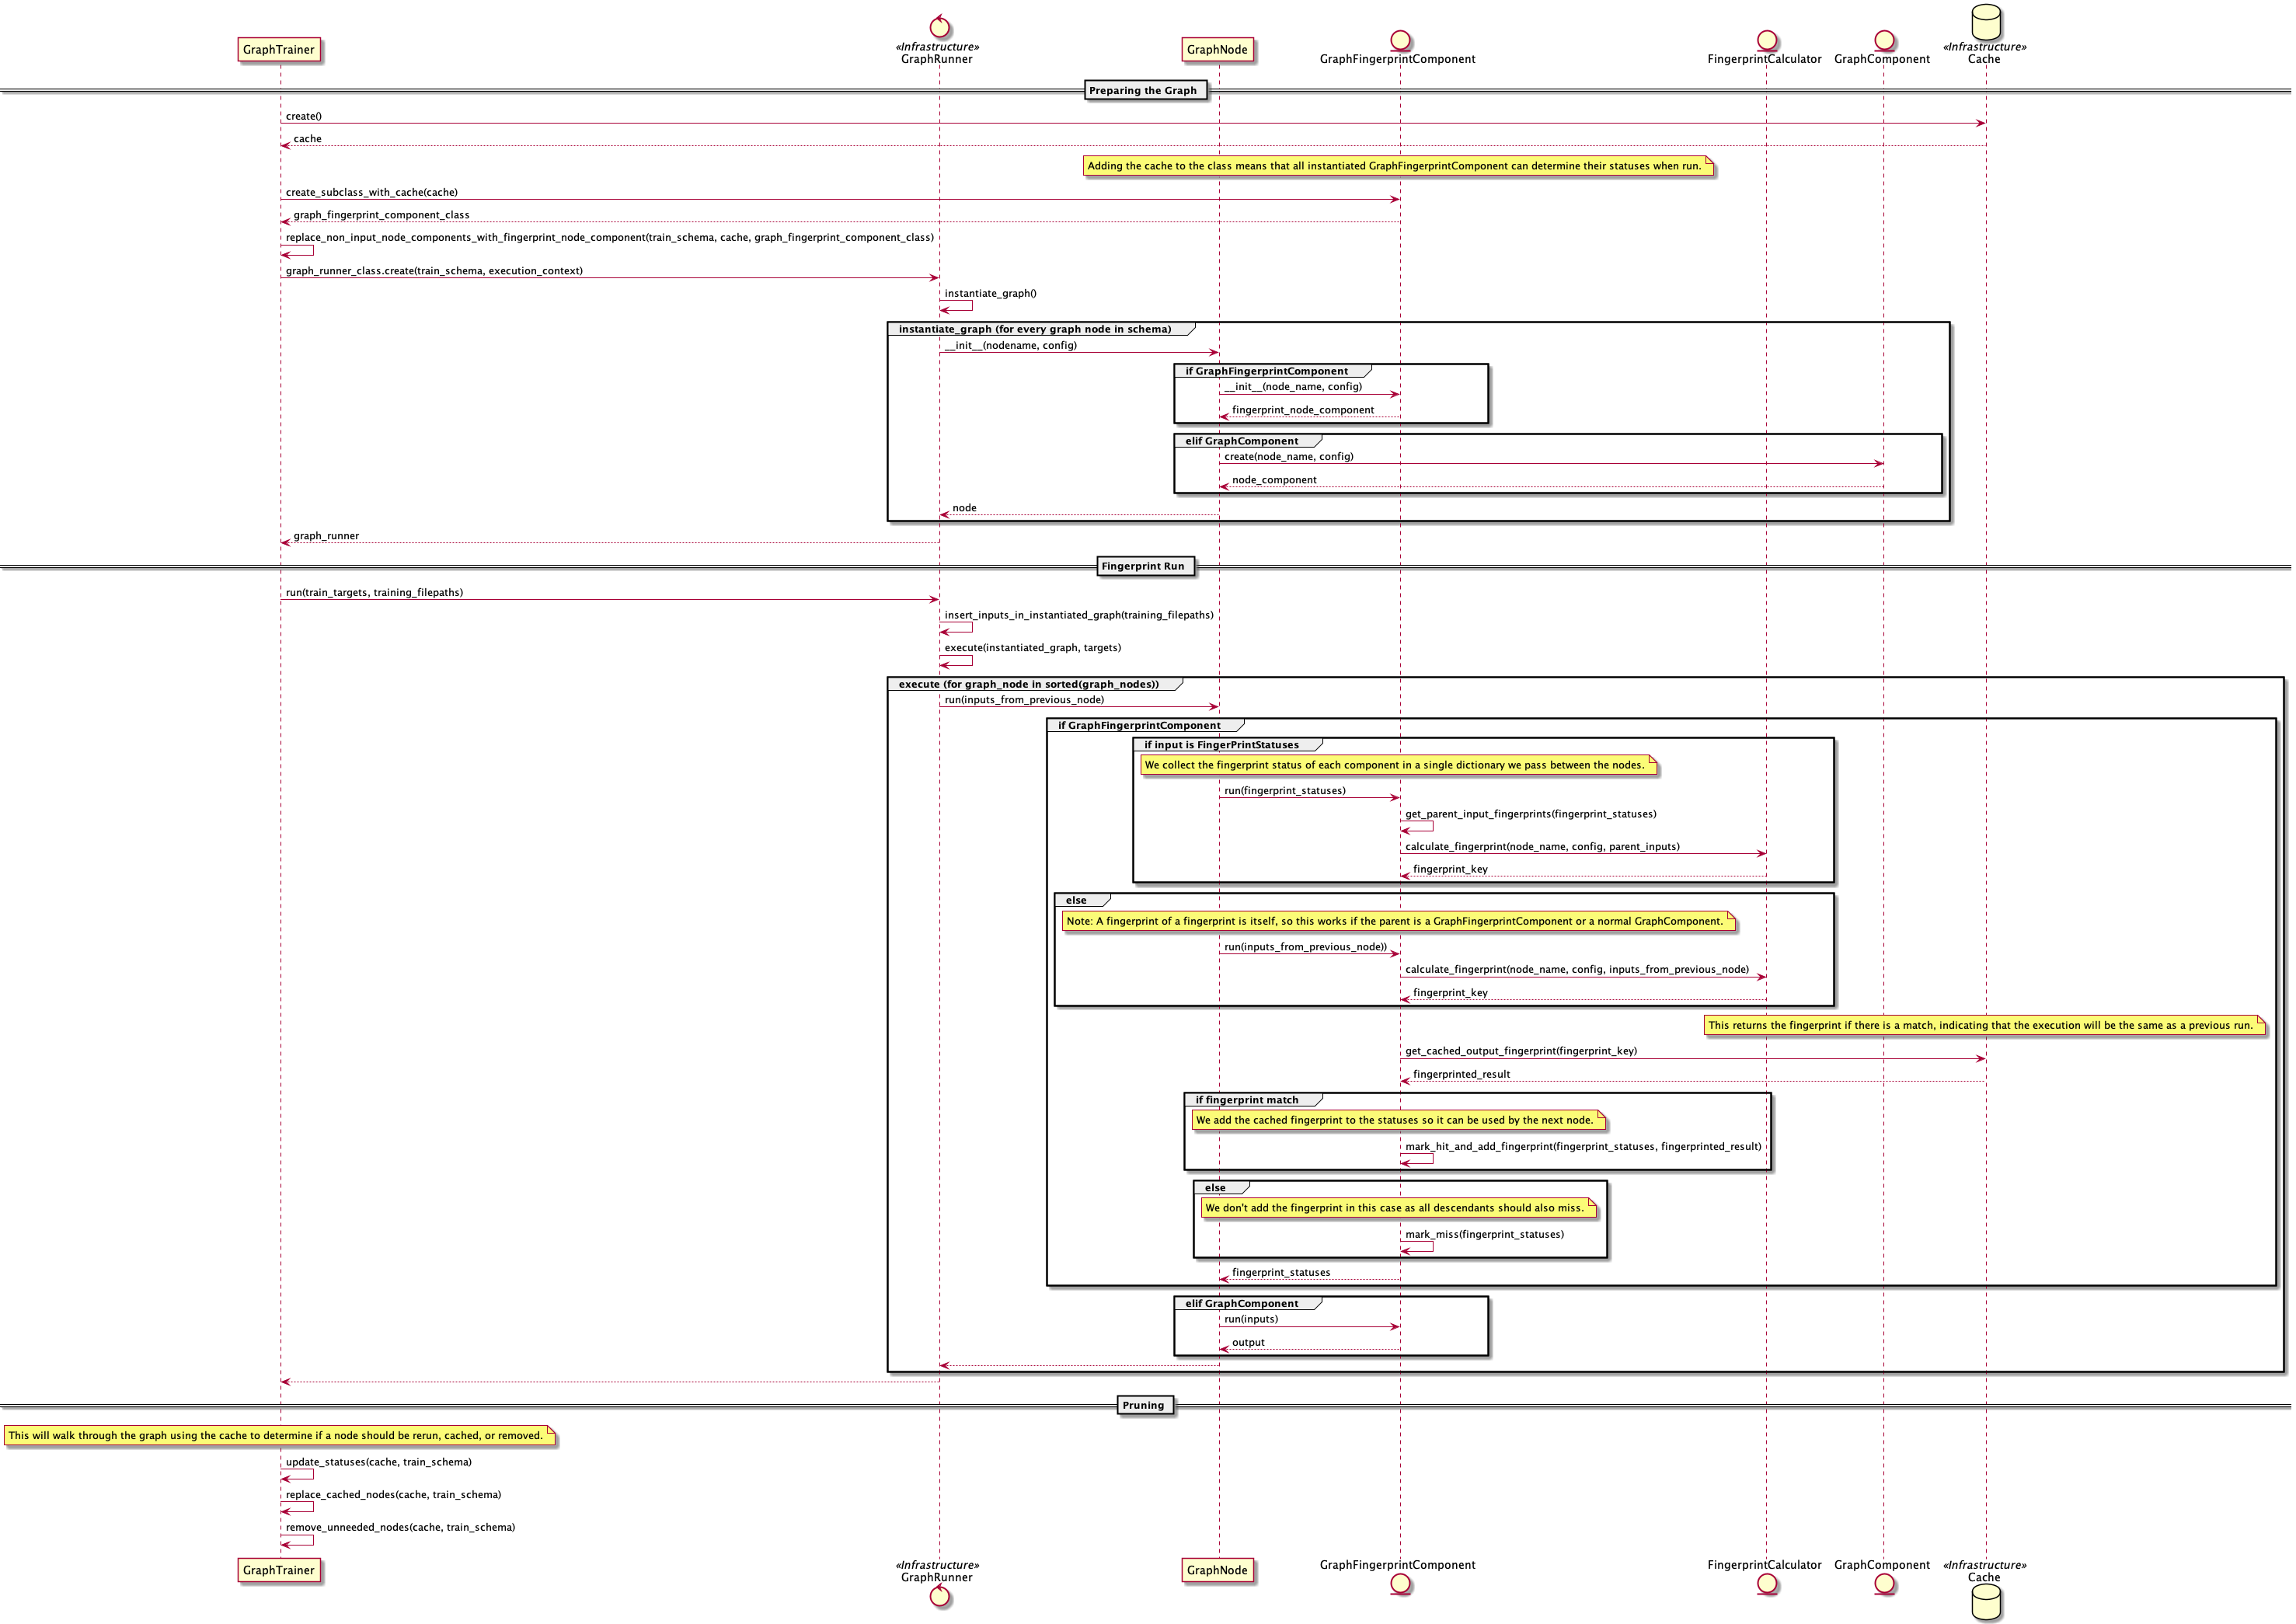 GraphTrainer
«Infrastructure»
GraphRunner
GraphNode
GraphFingerprintComponent
FingerprintCalculator
GraphComponent
«Infrastructure»
Cache
Preparing the Graph
create()
cache
Adding the cache to the class means that all instantiated GraphFingerprintComponent can determine their statuses when run.
create_subclass_with_cache(cache)
graph_fingerprint_component_class
replace_non_input_node_components_with_fingerprint_node_component(train_schema, cache, graph_fingerprint_component_class)
graph_runner_class.create(train_schema, execution_context)
instantiate_graph()
instantiate_graph (for every graph node in schema)
__init__(nodename, config)
if GraphFingerprintComponent
__init__(node_name, config)
fingerprint_node_component
elif GraphComponent
create(node_name, config)
node_component
node
graph_runner
Fingerprint Run
run(train_targets, training_filepaths)
insert_inputs_in_instantiated_graph(training_filepaths)
execute(instantiated_graph, targets)
execute (for graph_node in sorted(graph_nodes))
run(inputs_from_previous_node)
if GraphFingerprintComponent
if input is FingerPrintStatuses
We collect the fingerprint status of each component in a single dictionary we pass between the nodes.
run(fingerprint_statuses)
get_parent_input_fingerprints(fingerprint_statuses)
calculate_fingerprint(node_name, config, parent_inputs)
fingerprint_key
else
Note: A fingerprint of a fingerprint is itself, so this works if the parent is a GraphFingerprintComponent or a normal GraphComponent.
run(inputs_from_previous_node))
calculate_fingerprint(node_name, config, inputs_from_previous_node)
fingerprint_key
This returns the fingerprint if there is a match, indicating that the execution will be the same as a previous run.
get_cached_output_fingerprint(fingerprint_key)
fingerprinted_result
if fingerprint match
We add the cached fingerprint to the statuses so it can be used by the next node.
mark_hit_and_add_fingerprint(fingerprint_statuses, fingerprinted_result)
else
We don't add the fingerprint in this case as all descendants should also miss.
mark_miss(fingerprint_statuses)
fingerprint_statuses
elif GraphComponent
run(inputs)
output
Pruning
This will walk through the graph using the cache to determine if a node should be rerun, cached, or removed.
update_statuses(cache, train_schema)
replace_cached_nodes(cache, train_schema)
remove_unneeded_nodes(cache, train_schema)
GraphTrainer
«Infrastructure»
GraphRunner
GraphNode
GraphFingerprintComponent
FingerprintCalculator
GraphComponent
«Infrastructure»
Cache